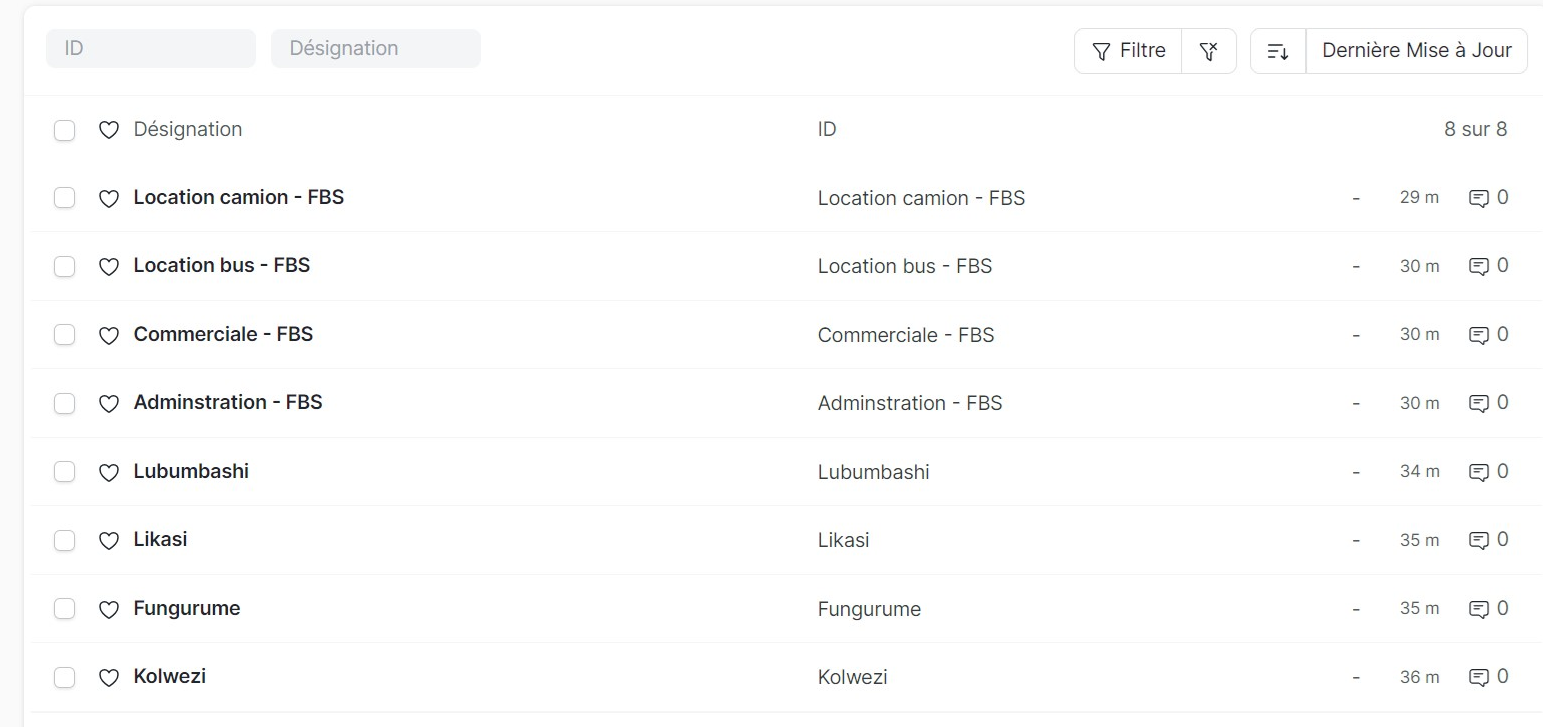 ID Désignation Filtre Dernière Mise à Jour
Désignation ID 8 sur 8
Location camion - FBS Location camion - FBS - 29 m 0
Location bus - FBS Location bus - FBS - 30 m 0
Commerciale - FBS Commerciale - FBS - 30 m 0
Adminstration - FBS Adminstration - FBS - 30 m 0
Lubumbashi Lubumbashi - 34 m 0
Likasi Likasi - 35 m 0
Fungurume Fungurume - 35 m 0
Kolwezi Kolwezi - 36 m 0